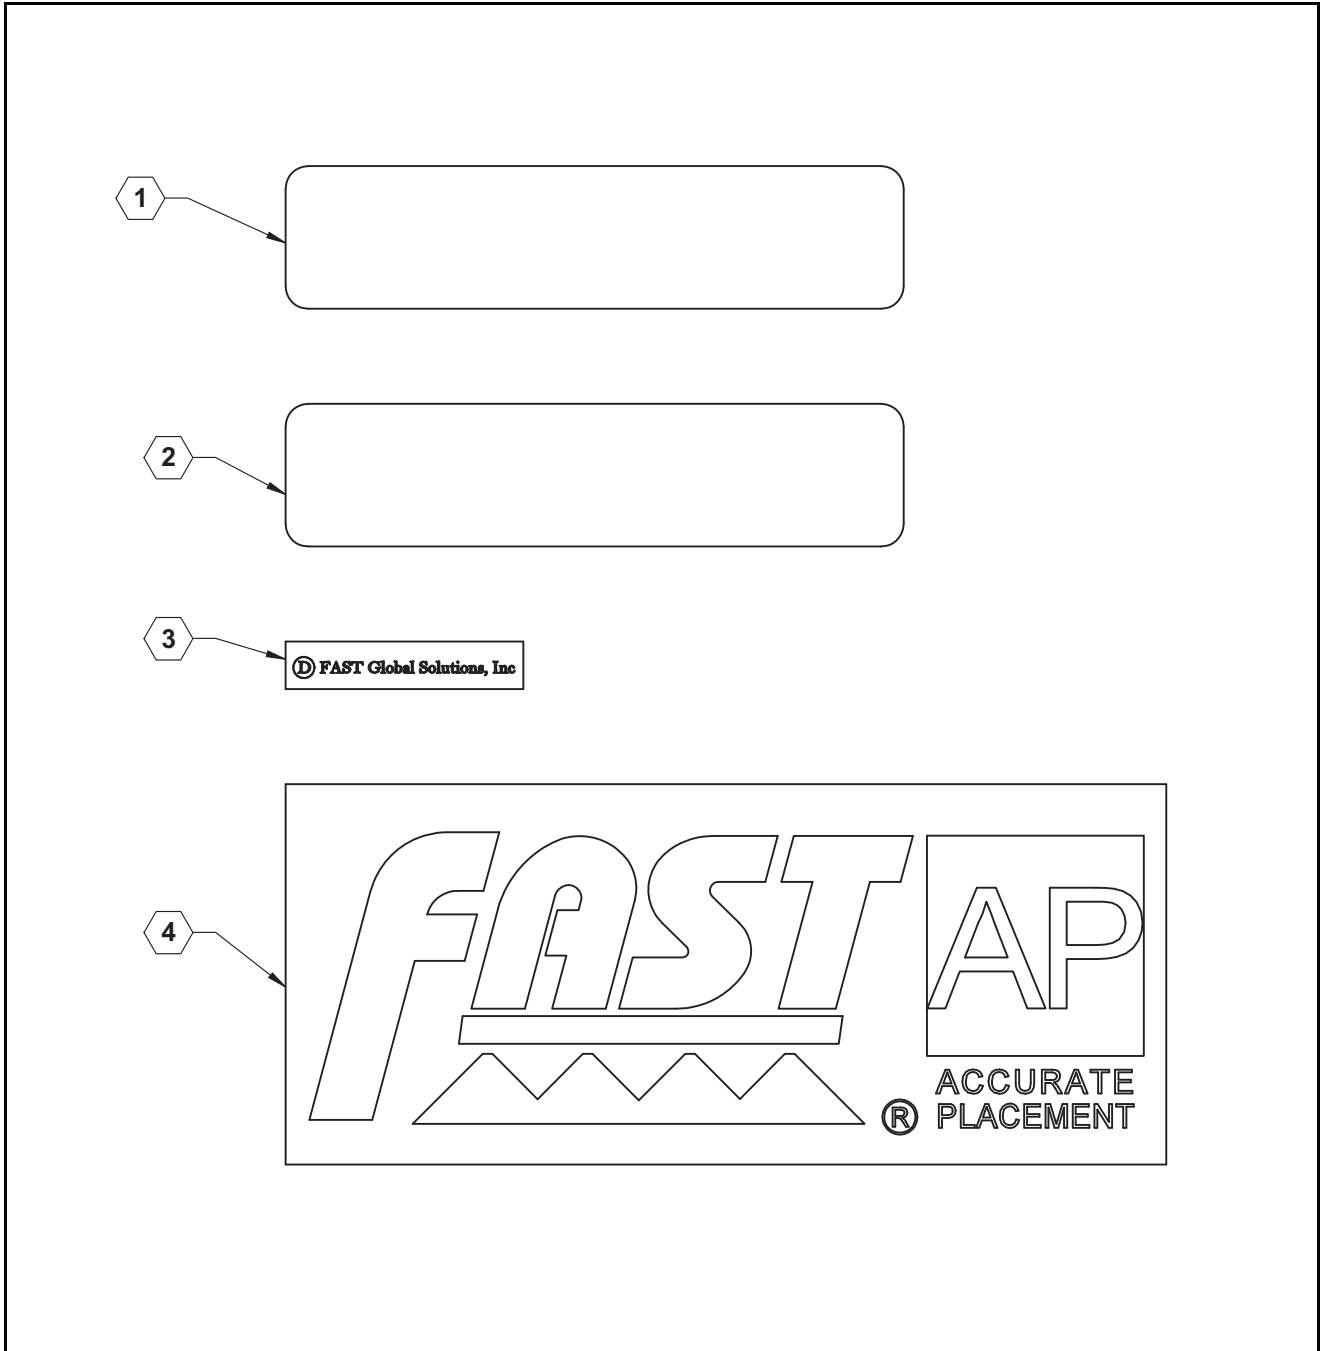 1
2
3
Ⓓ FAST Global Solutions, Inc
4
FAST
AP
ACCURATE
® PLACEMENT